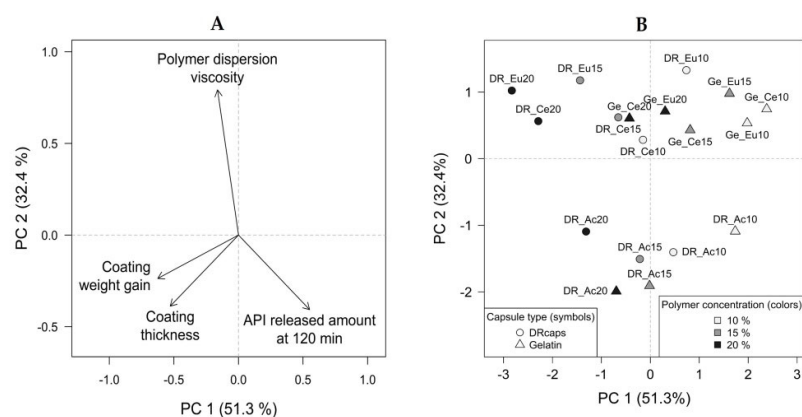 A
Polymer dispersion
viscosity
Coating
weight gain
Coating
thickness
API released amount
at 120 min
1.0
0.5
0.0
-0.5
-1.0
-0.5
0.0
0.5
1.0
PC 2 (32.4 %)
PC 1 (51.3 %)
B
DR_Eu20
DR_Eu15
DR_Eu10
Ge_Eu15
Ge_Ce10
DR_Ce20
Ge_Ce20
Ge_Eu20
DR_Ce15
Ge_Eu10
DR_Ce10
Ge_Ce15
DR_Ac20
DR_Ac10
DR_Ac15
DR_Ac10
DR_Ac15
DR_Ac20
Capsule type (symbols)
DRcaps
Gelatin
Polymer concentration (colors)
10 %
15 %
20 %
1
0
-1
-2
-3
-2
-1
0
1
2
3
PC 2 (32.4%)
PC 1 (51.3%)